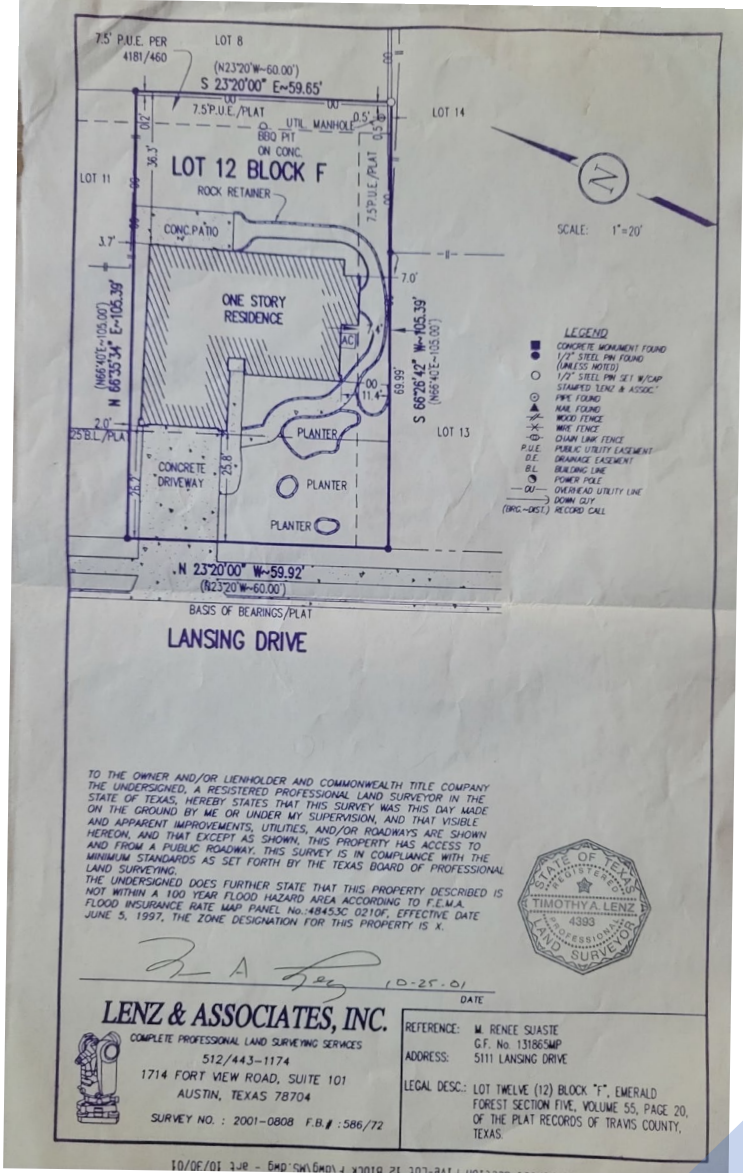 7.5' P.U.E. PER
4181/460
LOT 8
(N23°20'W~60.00')
S 23°20'00" E~59.65'
OU
OU
7.5' P.U.E./PLAT
UTIL MANHOLE
0.5'
0.5'
BBQ PIT
ON CONC.
LOT 14
LOT 12 BLOCK F
36.3'
7.5'P.U.E./PLAT
LOT 11
ROCK RETAINER
CONC.PATIO
3.7'
N
SCALE: 1"=20'
7.0'
ONE STORY
RESIDENCE
7.4'
AC
(N66°40'E~105.00')
N 66°35'34" E~105.39'
S 66°26'42" W~105.39'
(N66°40'E~105.00')
69.99'
OU
11.4'
2.0'
25'B.L./PLAT
LOT 13
PLANTER
CONCRETE
DRIVEWAY
25.8'
26.2'
PLANTER
PLANTER
N 23°20'00" W~59.92'
(N23°20'W~60.00')
BASIS OF BEARINGS/PLAT
LANSING DRIVE
LEGEND
CONCRETE MONUMENT FOUND
1/2" STEEL PIN FOUND
(UNLESS NOTED)
1/2" STEEL PIN SET W/CAP
STAMPED "LENZ & ASSOC."
PIPE FOUND
NAIL FOUND
WOOD FENCE
WIRE FENCE
CHAIN LINK FENCE
P.U.E. PUBLIC UTILITY EASEMENT
D.E. DRAINAGE EASEMENT
B.L. BUILDING LINE
POWER POLE
OU OVERHEAD UTILITY LINE
DOWN GUY
(BRG.~DIST.) RECORD CALL
TO THE OWNER AND/OR LIENHOLDER AND COMMONWEALTH TITLE COMPANY
THE UNDERSIGNED, A REGISTERED PROFESSIONAL LAND SURVEYOR IN THE
STATE OF TEXAS, HEREBY STATES THAT THIS SURVEY WAS THIS DAY MADE
ON THE GROUND BY ME OR UNDER MY SUPERVISION, AND THAT VISIBLE
AND APPARENT IMPROVEMENTS, UTILITIES, AND/OR ROADWAYS ARE SHOWN
HEREON, AND THAT EXCEPT AS SHOWN, THIS PROPERTY HAS ACCESS TO
AND FROM A PUBLIC ROADWAY. THIS SURVEY IS IN COMPLIANCE WITH THE
MINIMUM STANDARDS AS SET FORTH BY THE TEXAS BOARD OF PROFESSIONAL
LAND SURVEYING.
THE UNDERSIGNED DOES FURTHER STATE THAT THIS PROPERTY DESCRIBED IS
NOT WITHIN A 100 YEAR FLOOD HAZARD AREA ACCORDING TO F.E.M.A.
FLOOD INSURANCE RATE MAP PANEL No.:48453C 0210F, EFFECTIVE DATE
JUNE 5, 1997, THE ZONE DESIGNATION FOR THIS PROPERTY IS X.
STATE OF TEXAS
REGISTERED
TIMOTHY A. LENZ
4393
PROFESSIONAL
LAND SURVEYOR
10-25-01
DATE
LENZ & ASSOCIATES, INC.
COMPLETE PROFESSIONAL LAND SURVEYING SERVICES
512/443-1174
1714 FORT VIEW ROAD, SUITE 101
AUSTIN, TEXAS 78704
SURVEY NO. : 2001-0808 F.B.# :586/72
REFERENCE: M. RENEE SUASTE
G.F. No. 131865MP
ADDRESS: 5111 LANSING DRIVE
LEGAL DESC.: LOT TWELVE (12) BLOCK "F", EMERALD
FOREST SECTION FIVE, VOLUME 55, PAGE 20,
OF THE PLAT RECORDS OF TRAVIS COUNTY,
TEXAS.